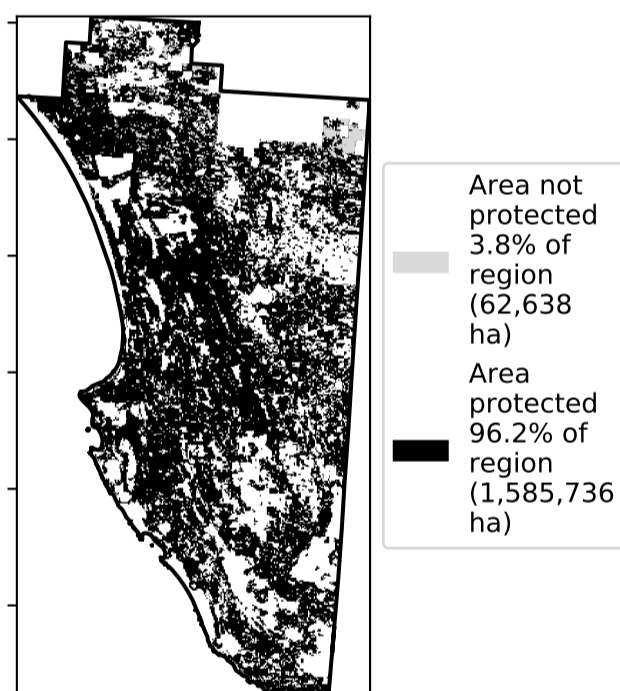 Area not
protected
3.8% of
region
(62,638
ha)
Area
protected
96.2% of
region
(1,585,736
ha)